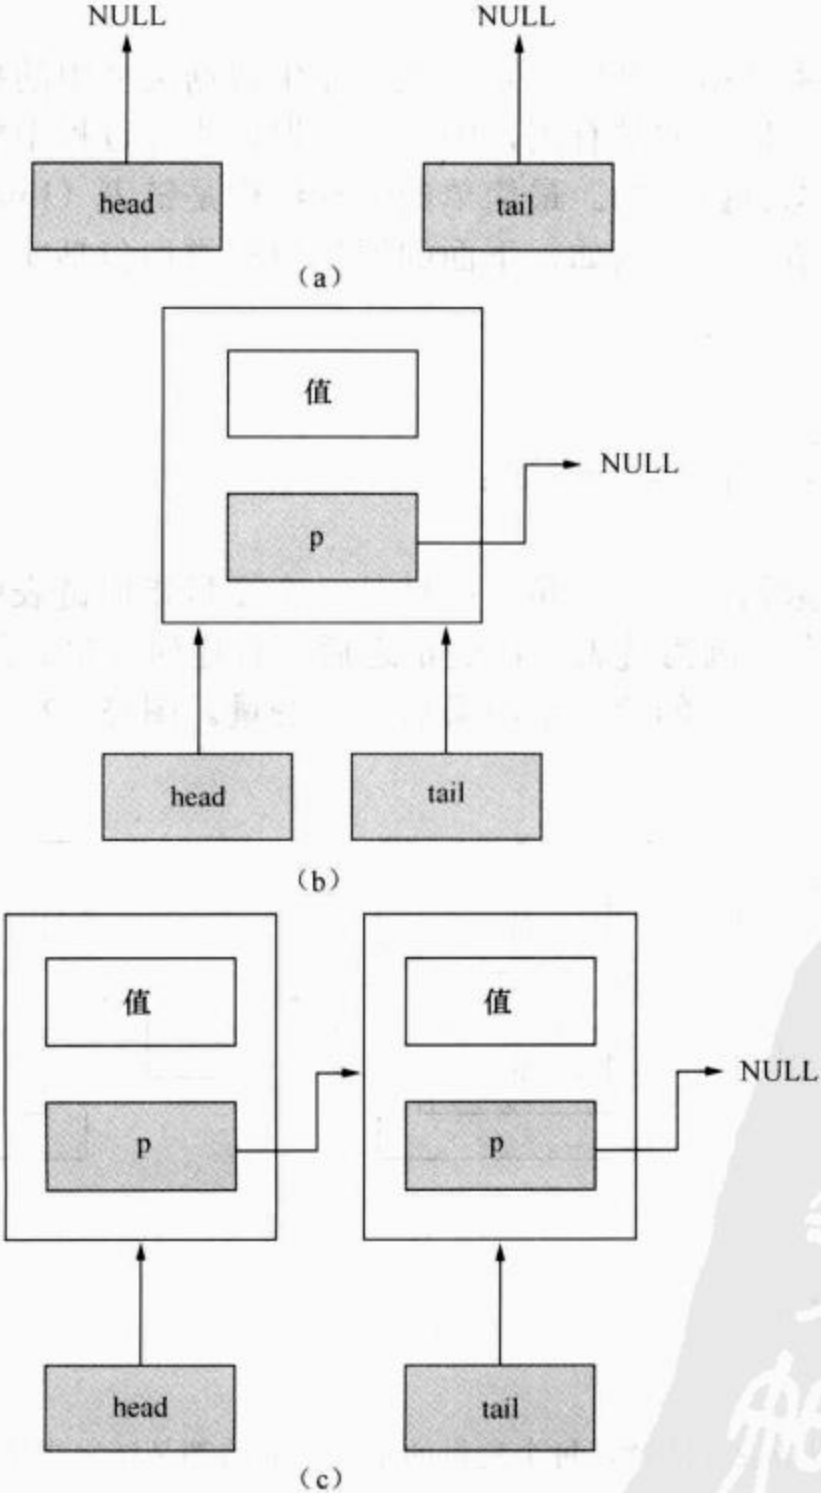 NULL NULL
head tail
(a)
值
NULL
p
head tail
(b)
值 值
NULL
p p
head tail
(c)